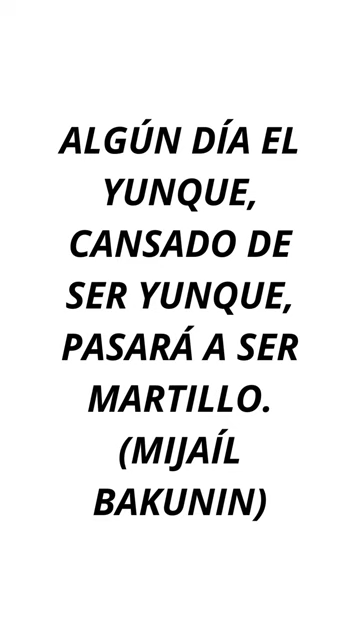 ALGÚN DÍA EL
YUNQUE,
CANSADO DE
SER YUNQUE,
PASARÁ A SER
MARTILLO.
(MIJAÍL
BAKUNIN)